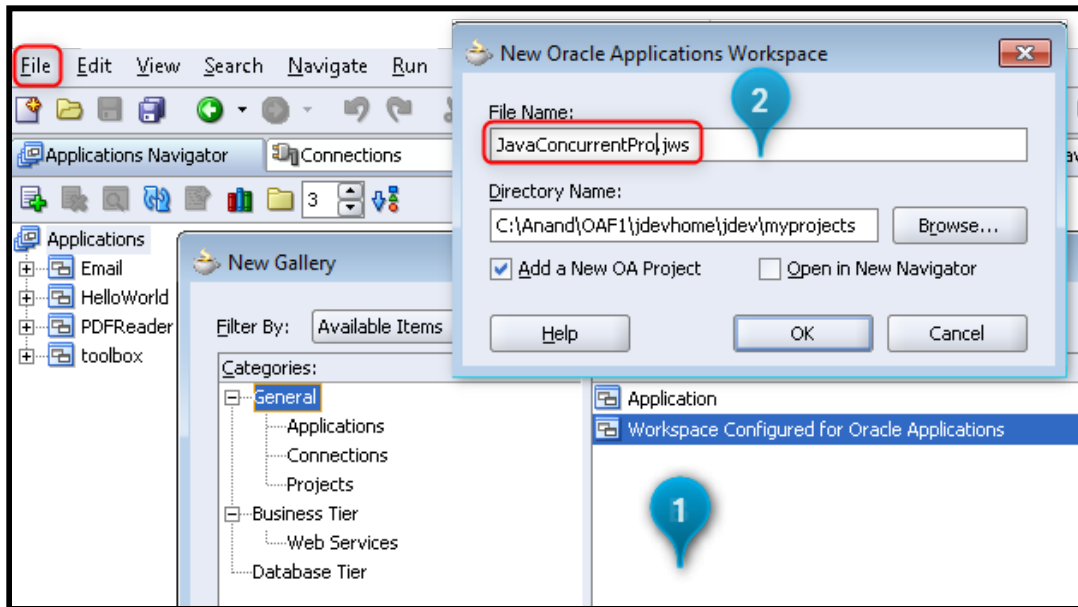 File Edit View Search Navigate Run
Applications Navigator Connections
3
Applications
Email
HelloWorld
PDFReader
toolbox
New Gallery
Filter By: Available Items
Categories:
General
Applications
Connections
Projects
Business Tier
Web Services
Database Tier
Application
Workspace Configured for Oracle Applications
1
New Oracle Applications Workspace
2
File Name:
JavaConcurrentPro.jws
Directory Name:
C:\Anand\OAF1\jdevhome\jdev\myprojects Browse...
Add a New OA Project Open in New Navigator
Help OK Cancel